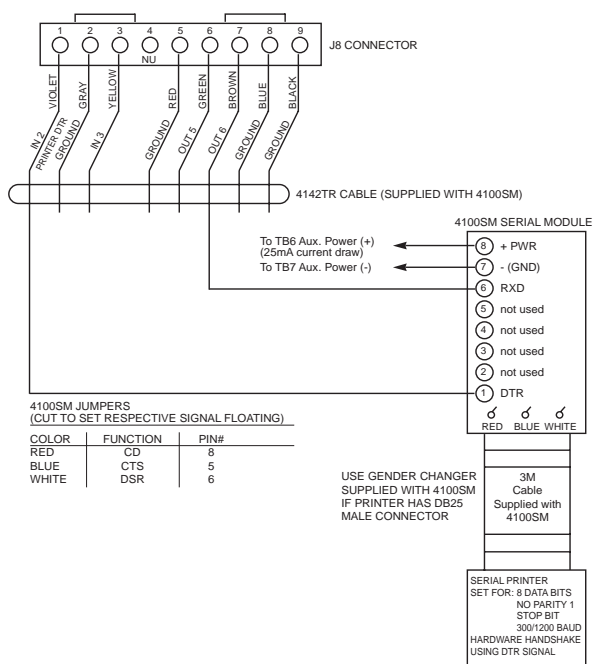 1 2 3 4 5 6 7 8 9
NU
J8 CONNECTOR
VIOLET
GRAY
YELLOW
RED
GREEN
BROWN
BLUE
BLACK
IN 2
PRINTER DTR
GROUND
IN 3
GROUND
OUT 5
OUT 6
GROUND
GROUND
4142TR CABLE (SUPPLIED WITH 4100SM)
4100SM SERIAL MODULE
To TB6 Aux. Power (+)
(25mA current draw)
To TB7 Aux. Power (-)
8 + PWR
7 - (GND)
6 RXD
5 not used
4 not used
3 not used
2 not used
1 DTR
RED BLUE WHITE
4100SM JUMPERS
(CUT TO SET RESPECTIVE SIGNAL FLOATING)
COLOR FUNCTION PIN#
RED CD 8
BLUE CTS 5
WHITE DSR 6
USE GENDER CHANGER
SUPPLIED WITH 4100SM
IF PRINTER HAS DB25
MALE CONNECTOR
3M
Cable
Supplied with
4100SM
SERIAL PRINTER
SET FOR: 8 DATA BITS
NO PARITY 1
STOP BIT
300/1200 BAUD
HARDWARE HANDSHAKE
USING DTR SIGNAL